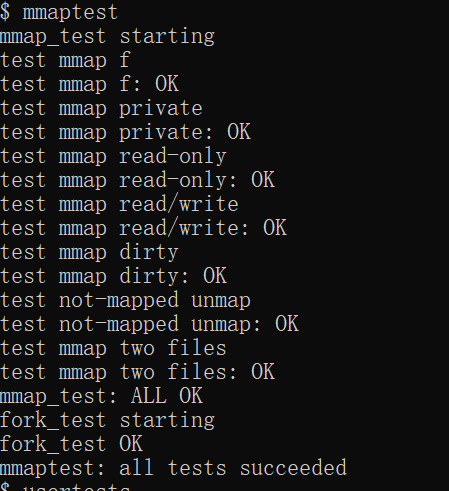 $ mmaptest
mmap_test starting
test mmap f
test mmap f: OK
test mmap private
test mmap private: OK
test mmap read-only
test mmap read-only: OK
test mmap read/write
test mmap read/write: OK
test mmap dirty
test mmap dirty: OK
test not-mapped unmap
test not-mapped unmap: OK
test mmap two files
test mmap two files: OK
mmap_test: ALL OK
fork_test starting
fork_test OK
mmaptest: all tests succeeded
$ usertests